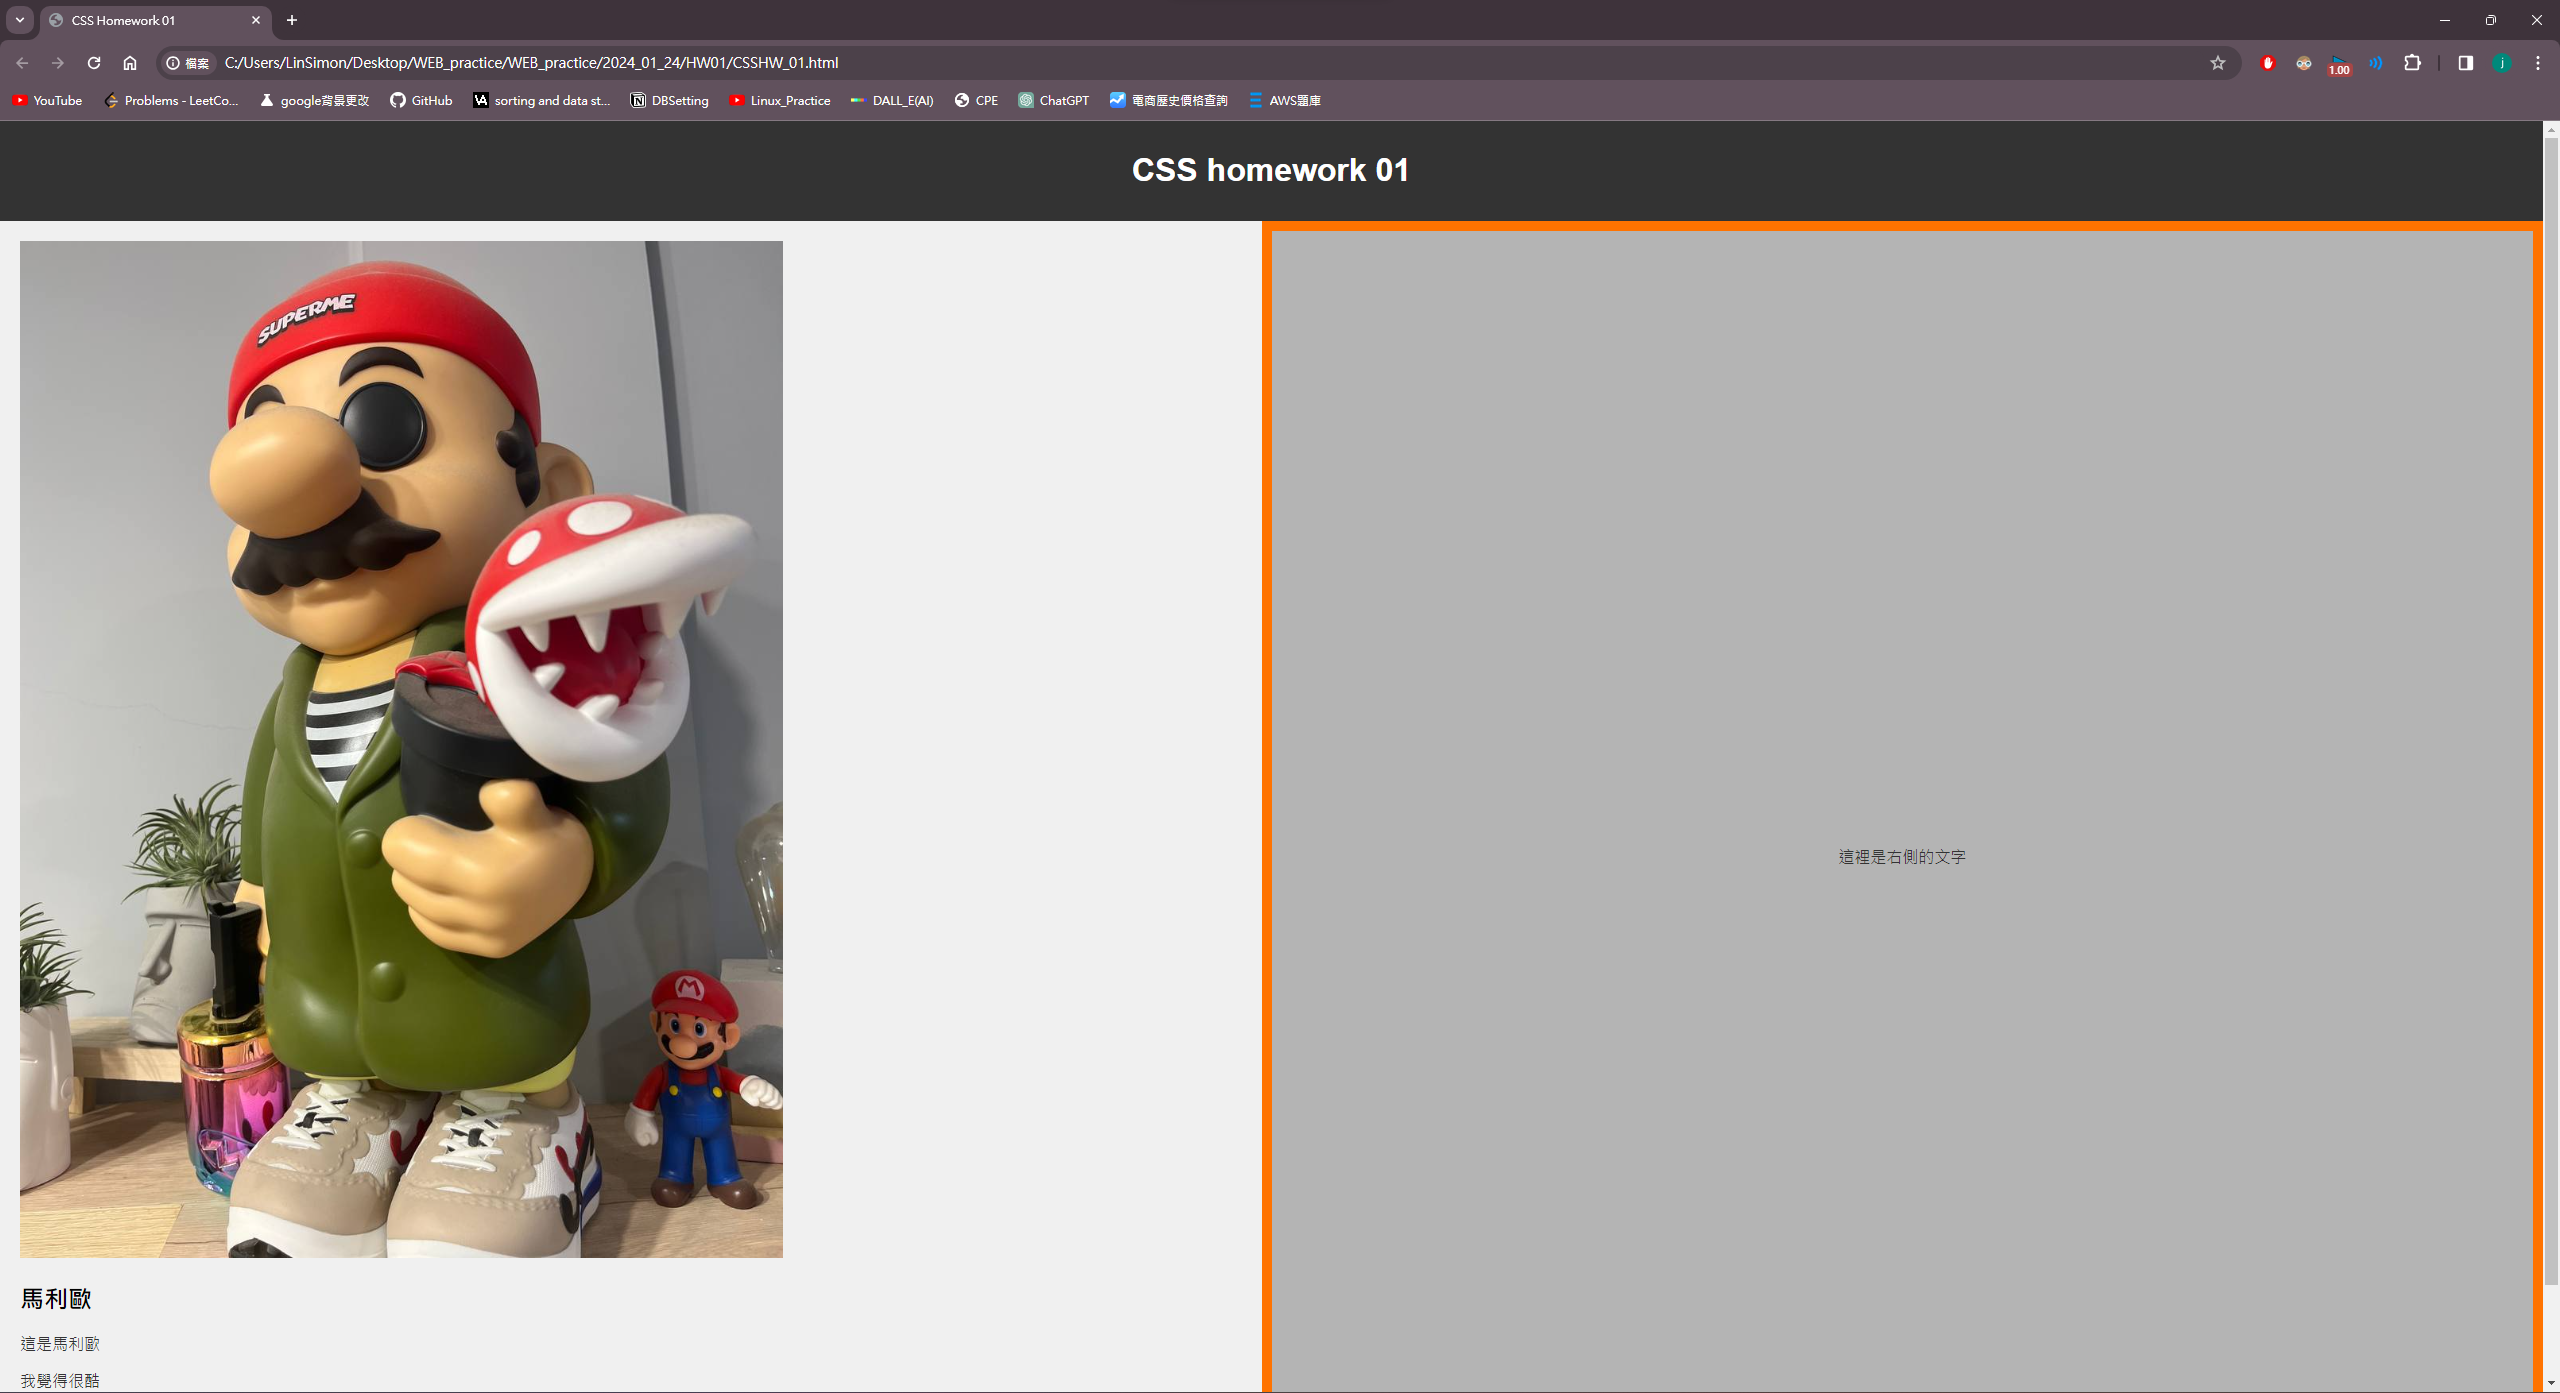 CSS Homework 01
檔案 C:/Users/LinSimon/Desktop/WEB_practice/WEB_practice/2024_01_24/HW01/CSSHW_01.html
1.00
j
YouTube Problems - LeetCo... google背景更改 GitHub sorting and data st... DBSetting Linux_Practice DALL_E(AI) CPE ChatGPT 電商歷史價格查詢 AWS題庫
CSS homework 01
SUPERME
M
這裡是右側的文字
馬利歐
這是馬利歐
我覺得很酷